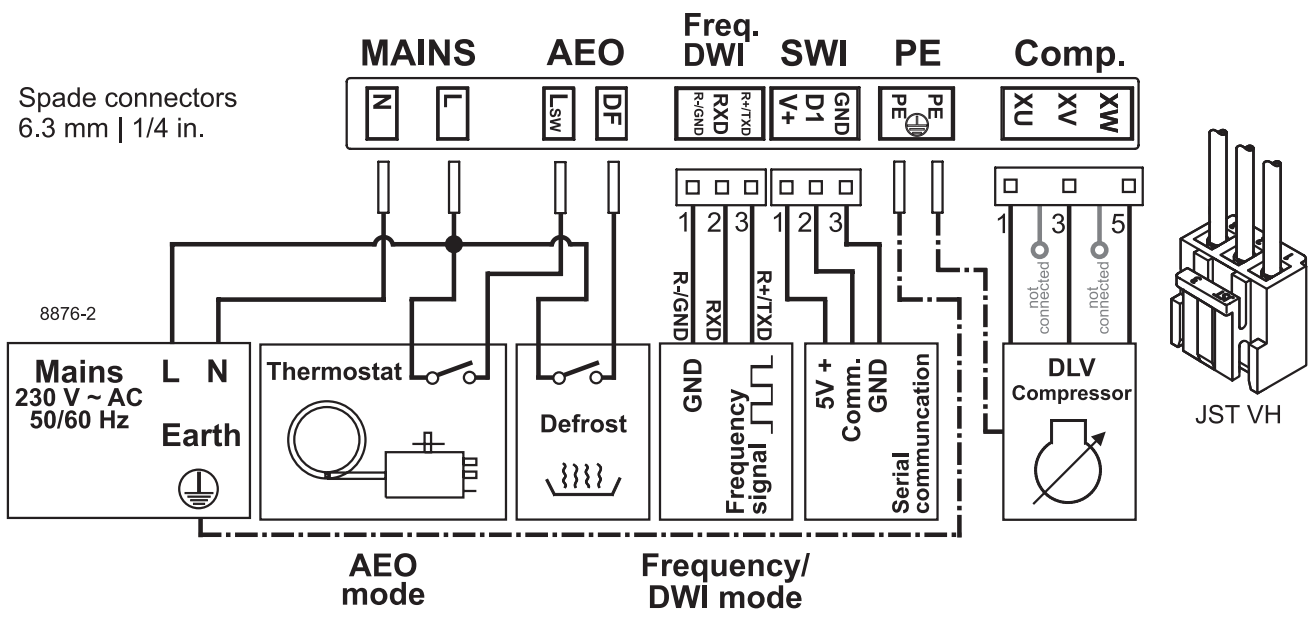 MAINS
AEO
Freq.
DWI
SWI
PE
Comp.
Spade connectors
6.3 mm | 1/4 in.
N
L
Lsw
DF
R-/GND
RXD
R+/TXD
V+
D1
GND
PE
PE
XU
XV
XW
1 2 3
1 2 3
1 3 5
not
connected
not
connected
R-/GND
RXD
R+/TXD
8876-2
Mains
230 V ~ AC
50/60 Hz
L N
Earth
Thermostat
Defrost
GND
Frequency
signal
5V +
Comm.
GND
Serial
communcation
DLV
Compressor
JST VH
AEO
mode
Frequency/
DWI mode